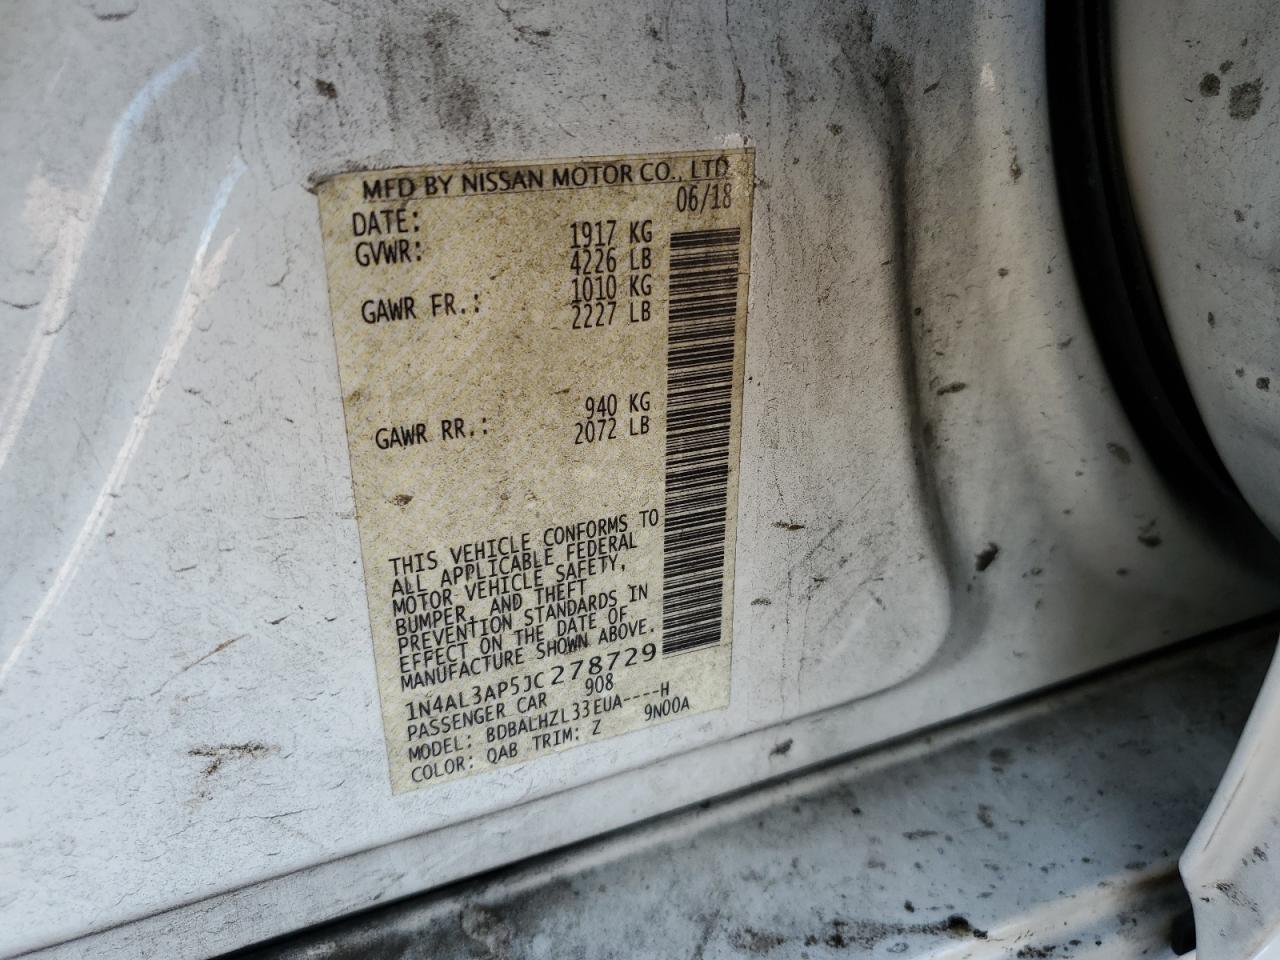 MFD BY NISSAN MOTOR CO., LTD.
DATE: 06/18
GVWR: 1917 KG
4226 LB
GAWR FR.: 1010 KG
2227 LB
GAWR RR.: 940 KG
2072 LB
THIS VEHICLE CONFORMS TO
ALL APPLICABLE FEDERAL
MOTOR VEHICLE SAFETY,
BUMPER, AND THEFT
PREVENTION STANDARDS IN
EFFECT ON THE DATE OF
MANUFACTURE SHOWN ABOVE.
1N4AL3AP5JC278729
PASSENGER CAR 908
MODEL: BDBALHZL33EUA----H
COLOR: QAB TRIM: Z 9N00A